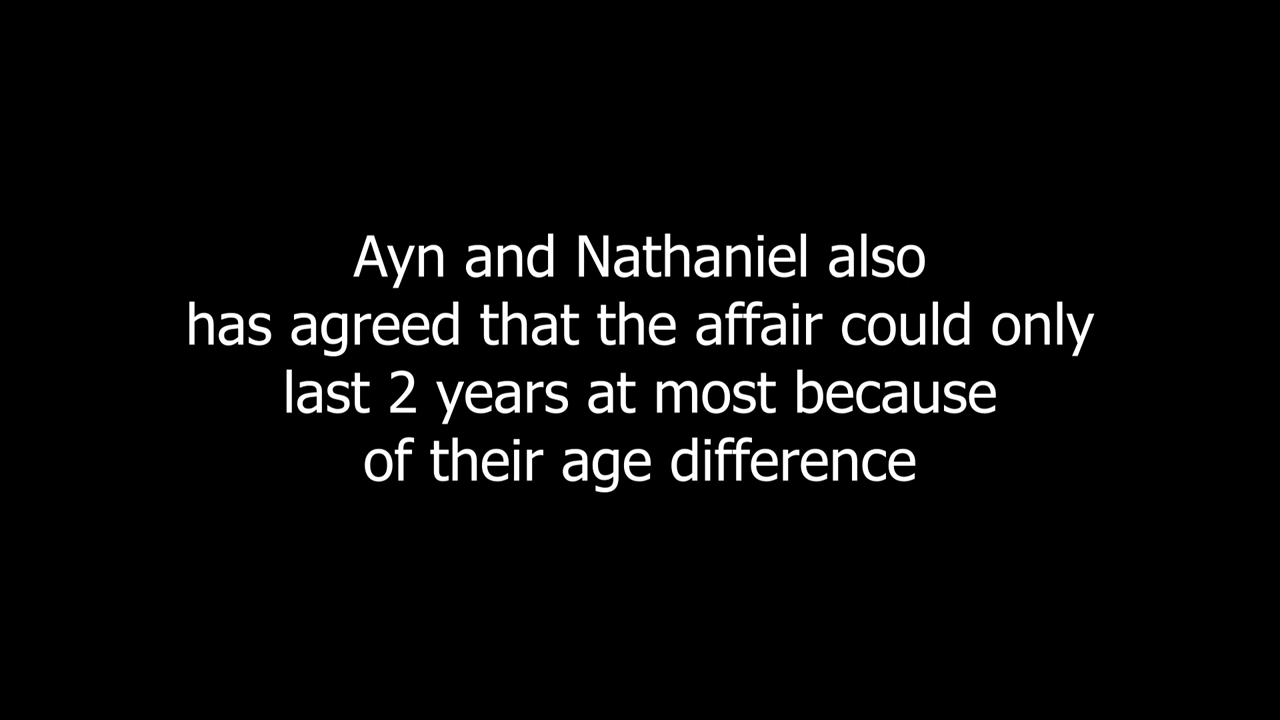 Ayn and Nathaniel also
has agreed that the affair could only
last 2 years at most because
of their age difference